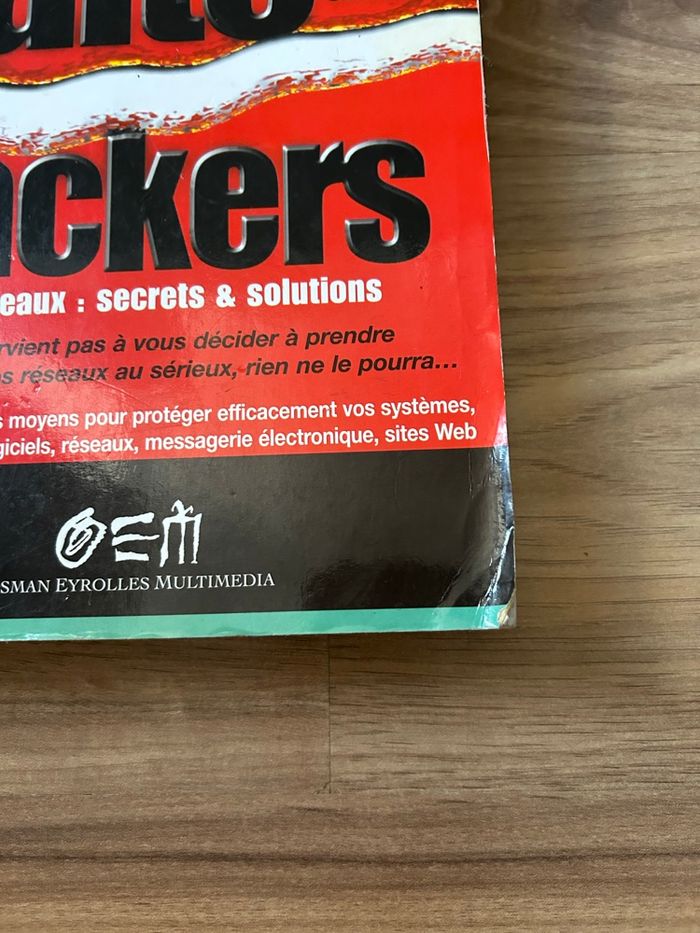 ackers
eaux : secrets & solutions
rvient pas à vous décider à prendre
s réseaux au sérieux, rien ne le pourra...
s moyens pour protéger efficacement vos systèmes,
giciels, réseaux, messagerie électronique, sites Web
OEM
SMAN EYROLLES MULTIMEDIA